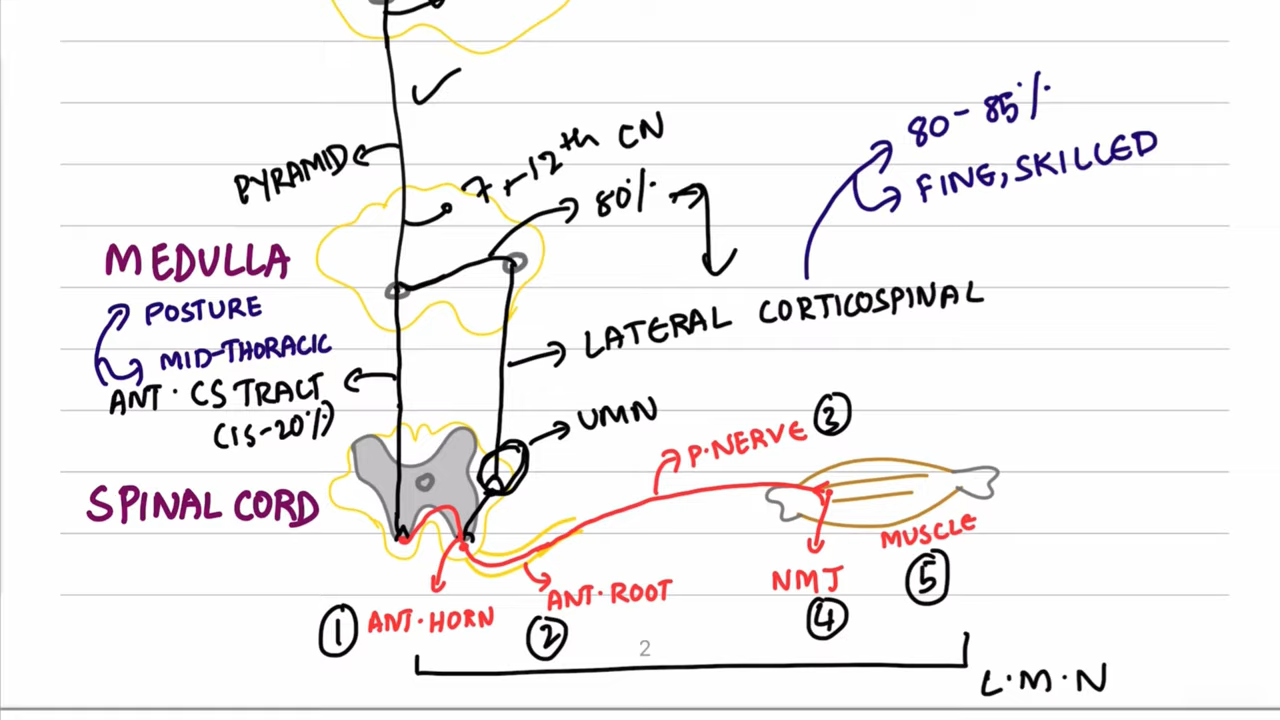 80-85%
FINE, SKILLED
PYRAMID
7, 9-12th CN
80%
MEDULLA
POSTURE
MID-THORACIC
ANT. CS TRACT
(15-20%)
LATERAL CORTICOSPINAL
UMN
P.NERVE 3
SPINAL CORD
MUSCLE
5
NMJ
4
1 ANT.HORN
ANT.ROOT
2
2
L.M.N